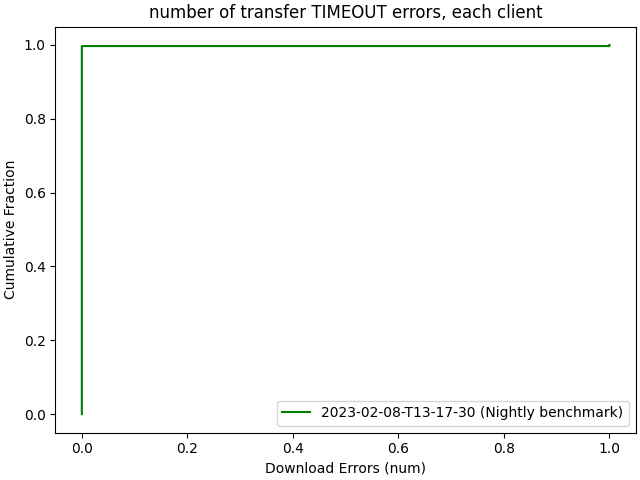 number of transfer TIMEOUT errors, each client
Cumulative Fraction
1.0
0.8
0.6
0.4
0.2
0.0
2023-02-08-T13-17-30 (Nightly benchmark)
0.0 0.2 0.4 0.6 0.8 1.0
Download Errors (num)